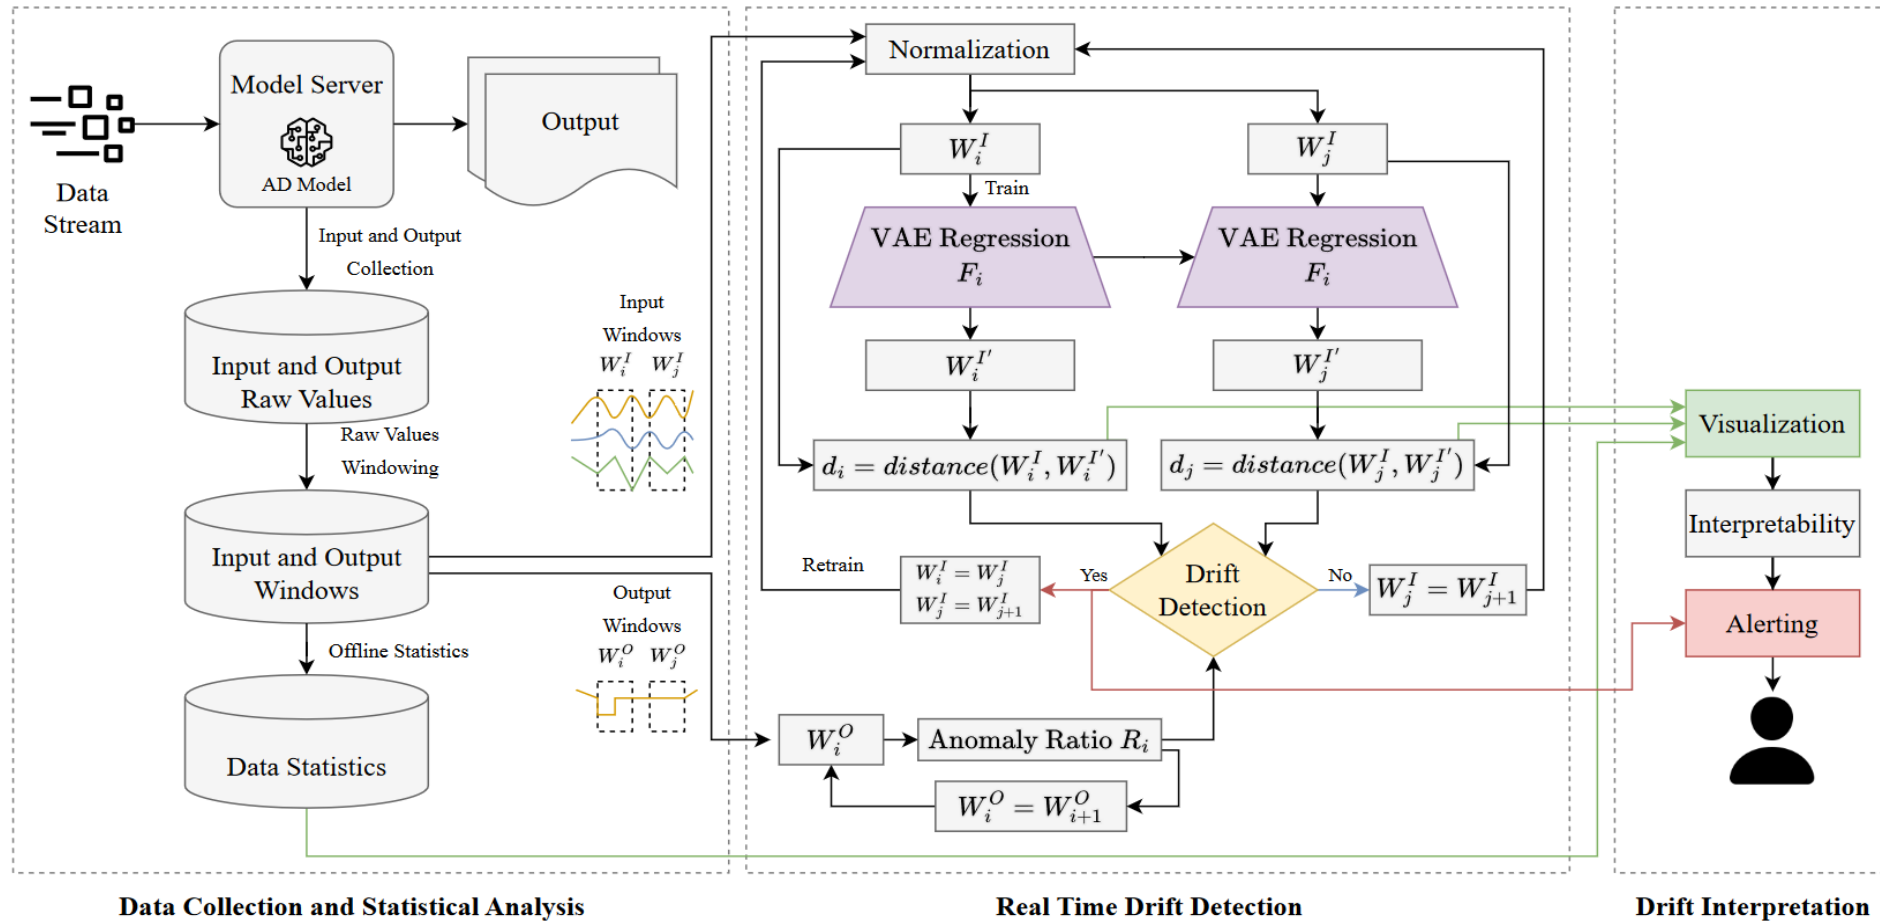 Model Server
AD Model
Output
Data
Stream
Input and Output
Collection
Input and Output
Raw Values
Raw Values
Windowing
Input and Output
Windows
Offline Statistics
Data Statistics
Input
Windows
W_i^I W_j^I
Output
Windows
W_i^O W_j^O
Normalization
W_i^I
W_j^I
Train
VAE Regression
F_i
VAE Regression
F_i
W_i^{I'}
W_j^{I'}
d_i = distance(W_i^I, W_i^{I'})
d_j = distance(W_j^I, W_j^{I'})
Retrain
W_i^I = W_j^I
W_j^I = W_{j+1}^I
Yes
Drift
Detection
No
W_j^I = W_{j+1}^I
W_i^O
Anomaly Ratio R_i
W_i^O = W_{i+1}^O
Visualization
Interpretability
Alerting
Data Collection and Statistical Analysis
Real Time Drift Detection
Drift Interpretation